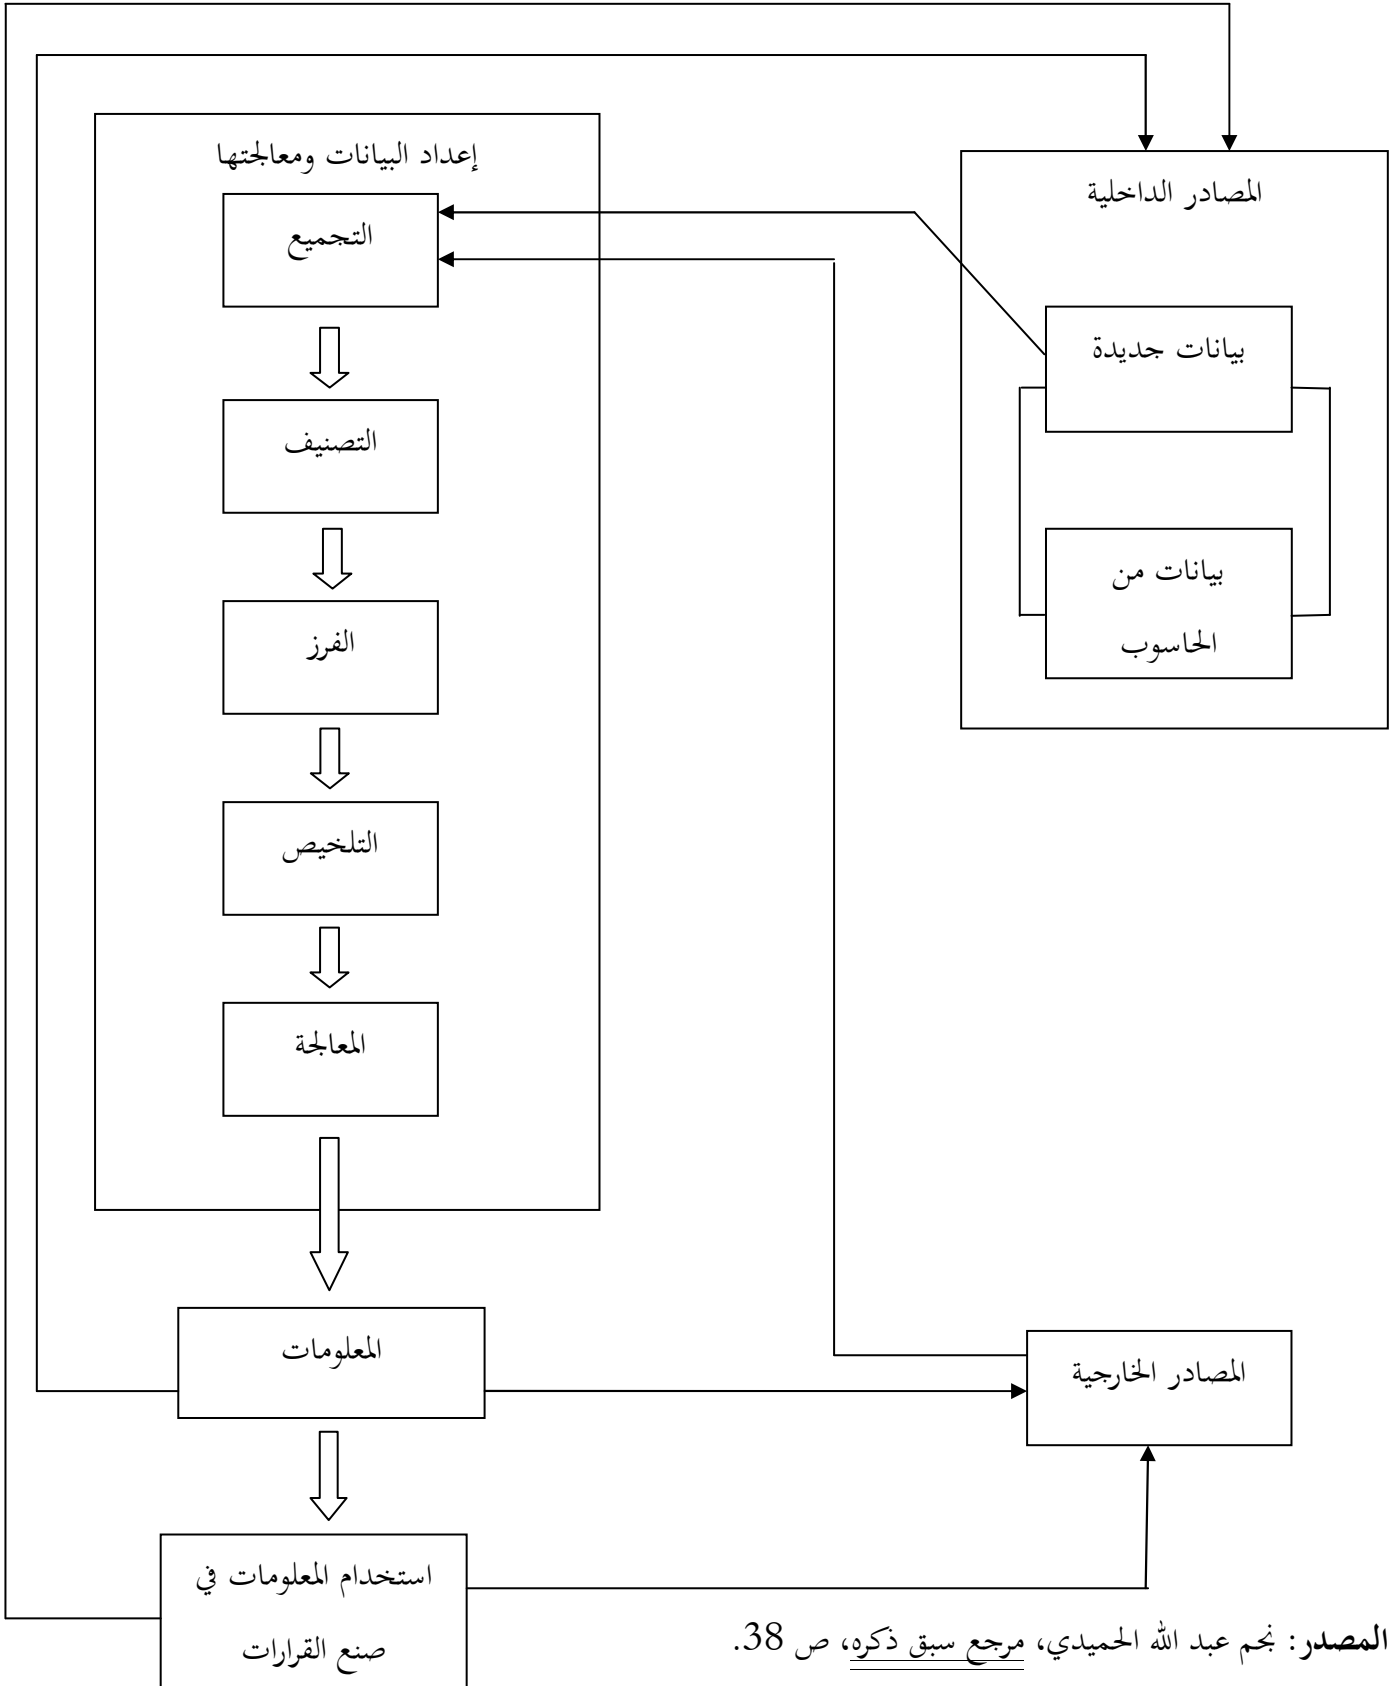 إعداد البيانات ومعالجتها
المصادر الداخلية
التجميع
بيانات جديدة
التصنيف
بيانات من
الحاسوب
الفرز
التلخيص
المعالجة
المعلومات
المصادر الخارجية
استخدام المعلومات في
صنع القرارات
المصدر: نجم عبد الله الحميدي، مرجع سبق ذكره، ص 38.